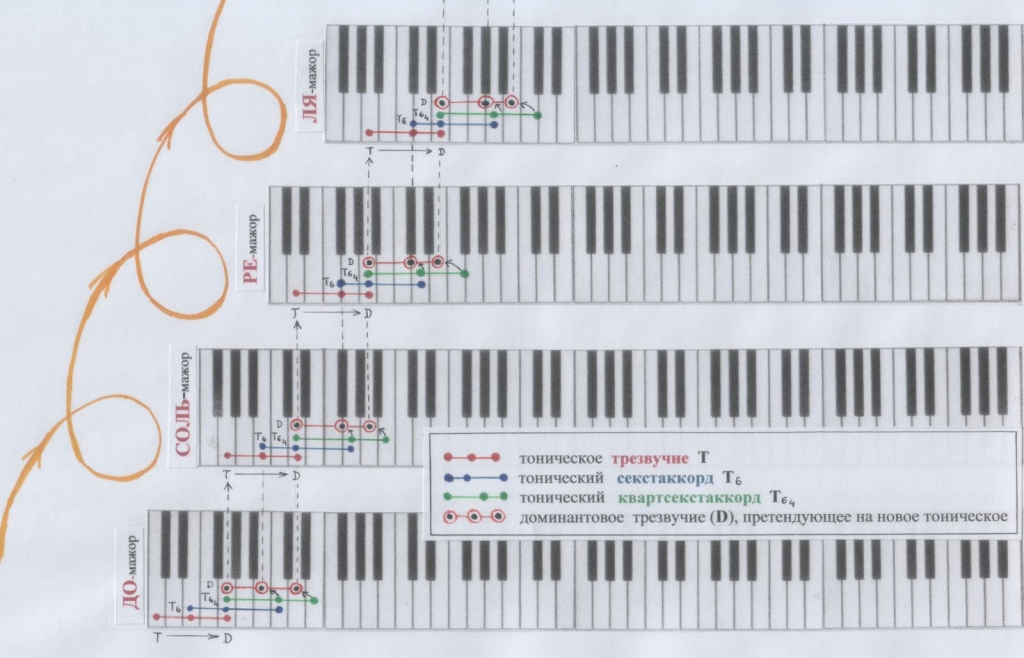 ЛЯ-мажор
D
T6 T64
T → D
РЕ-мажор
D
T6 T64
T → D
СОЛЬ-мажор
D
T6 T64
T → D
тоническое трезвучие T
тонический секстаккорд T6
тонический квартсекстаккорд T64
доминантовое трезвучие (D), претендующее на новое тоническое
ДО-мажор
D
T6 T64
T → D